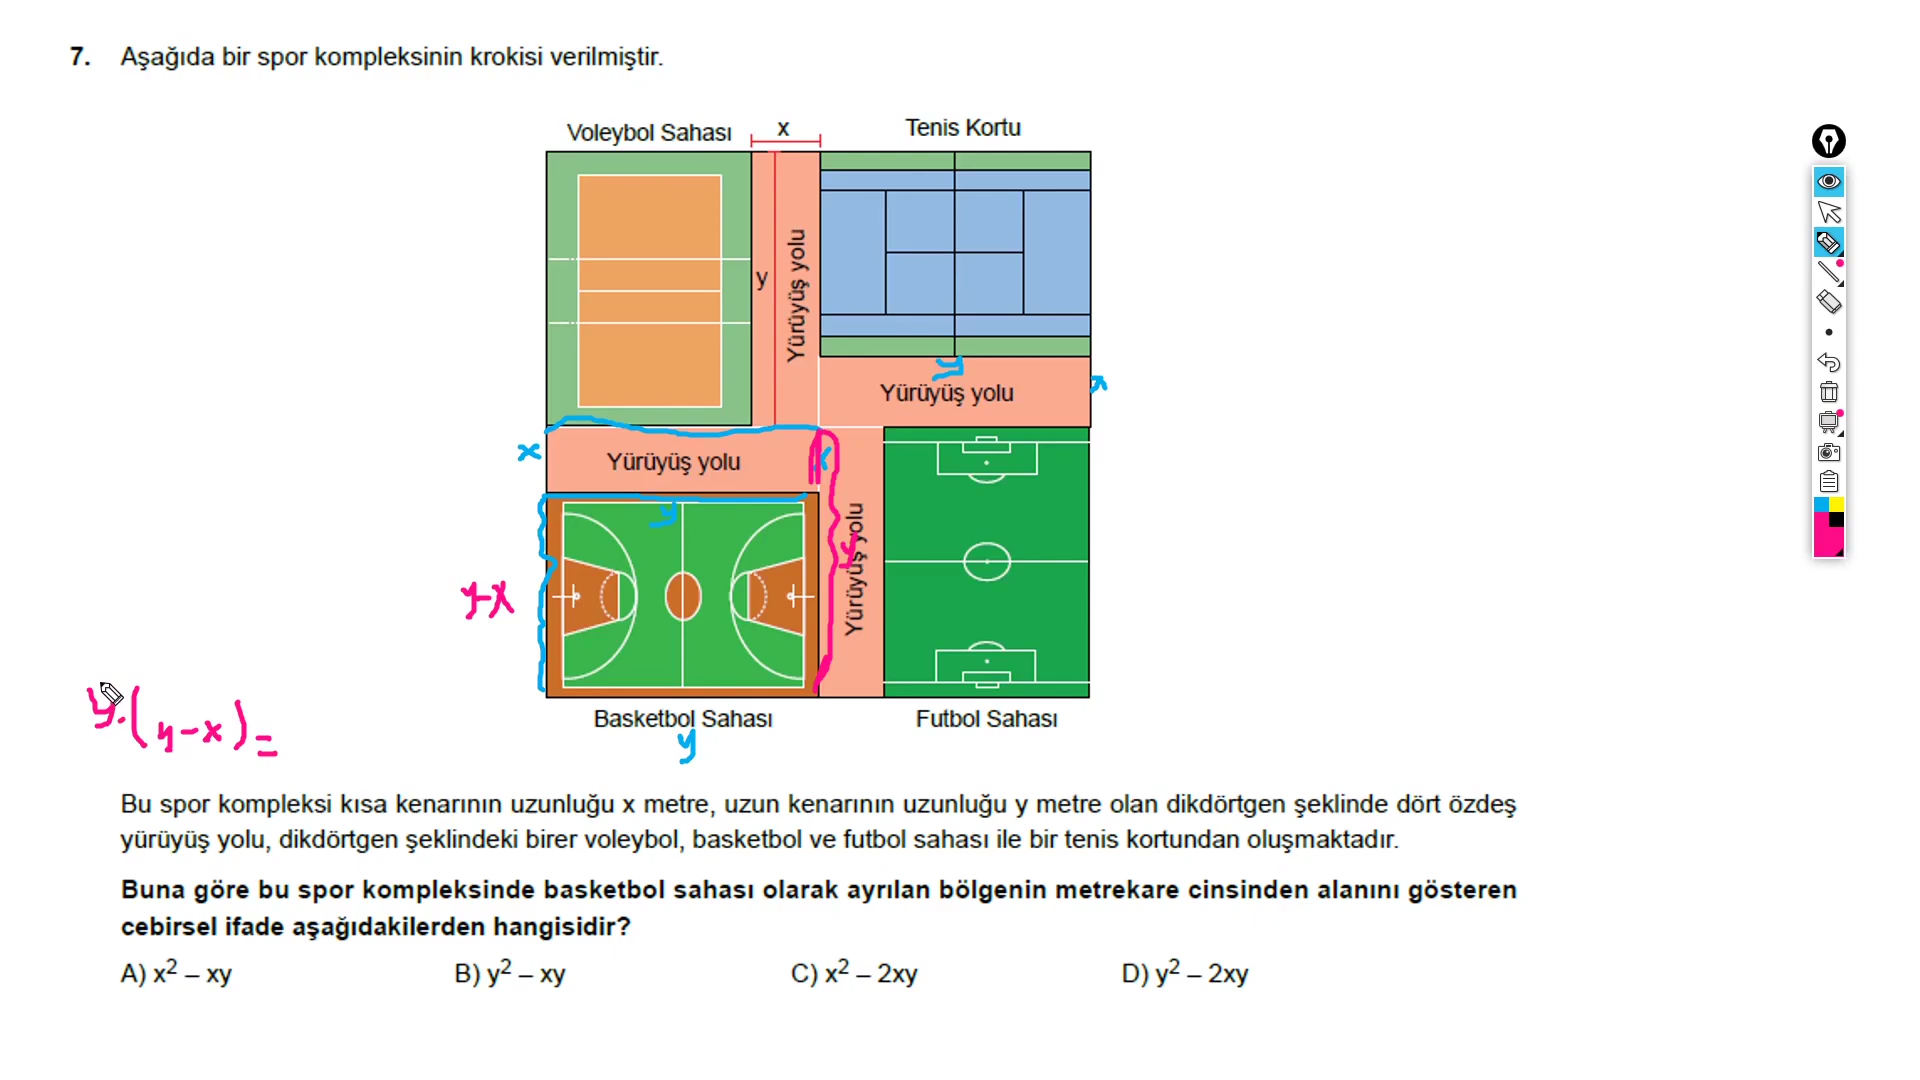 7. Aşağıda bir spor kompleksinin krokisi verilmiştir.
Voleybol Sahası
x
Tenis Kortu
y
Yürüyüş yolu
y
x
Yürüyüş yolu
x
Yürüyüş yolu
x
y
y
Yürüyüş yolu
y-x
y.(y-x)=
Basketbol Sahası
Futbol Sahası
y
Bu spor kompleksi kısa kenarının uzunluğu x metre, uzun kenarının uzunluğu y metre olan dikdörtgen şeklinde dört özdeş
yürüyüş yolu, dikdörtgen şeklindeki birer voleybol, basketbol ve futbol sahası ile bir tenis kortundan oluşmaktadır.
Buna göre bu spor kompleksinde basketbol sahası olarak ayrılan bölgenin metrekare cinsinden alanını gösteren
cebirsel ifade aşağıdakilerden hangisidir?
A) x² – xy B) y² – xy C) x² – 2xy D) y² – 2xy